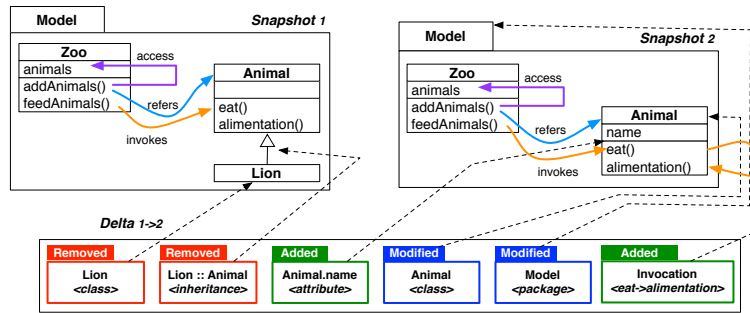 Model
Snapshot 1
Zoo
animals
addAnimals()
feedAnimals()
access
refers
invokes
Animal
eat()
alimentation()
Lion
Model
Snapshot 2
Zoo
animals
addAnimals()
feedAnimals()
access
refers
invokes
Animal
name
eat()
alimentation()
Delta 1->2
Removed
Lion
<class>
Removed
Lion :: Animal
<inheritance>
Added
Animal.name
<attribute>
Modified
Animal
<class>
Modified
Model
<package>
Added
Invocation
<eat->alimentation>